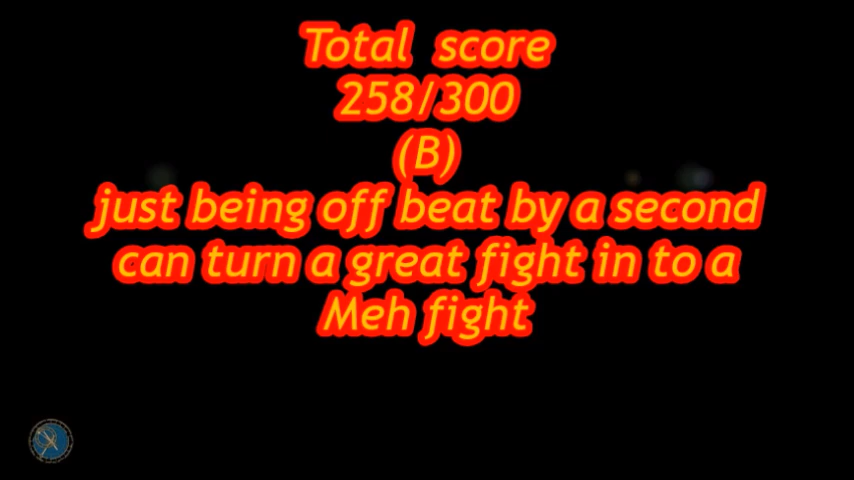 Total score
258/300
(B)
just being off beat by a second
can turn a great fight in to a
Meh fight